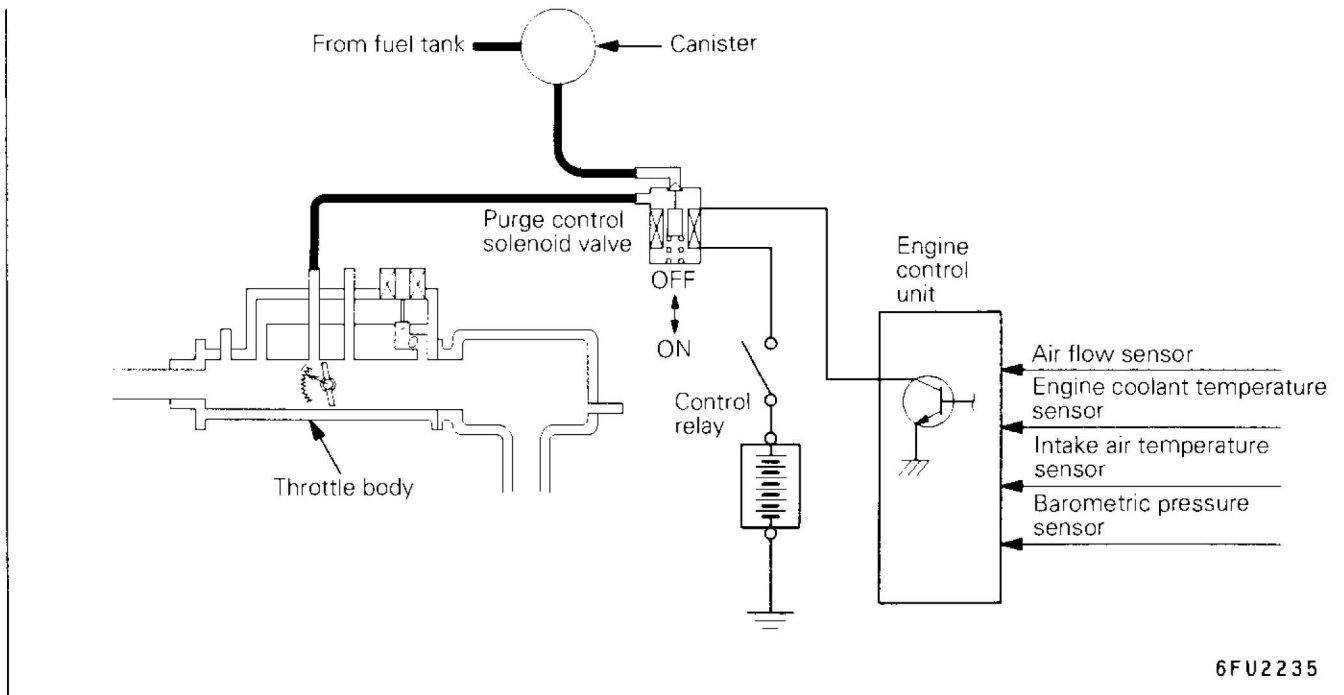 From fuel tank
Canister
Purge control
solenoid valve
OFF
ON
Engine
control
unit
Air flow sensor
Engine coolant temperature
sensor
Control
relay
Intake air temperature
sensor
Throttle body
Barometric pressure
sensor
6FU2235